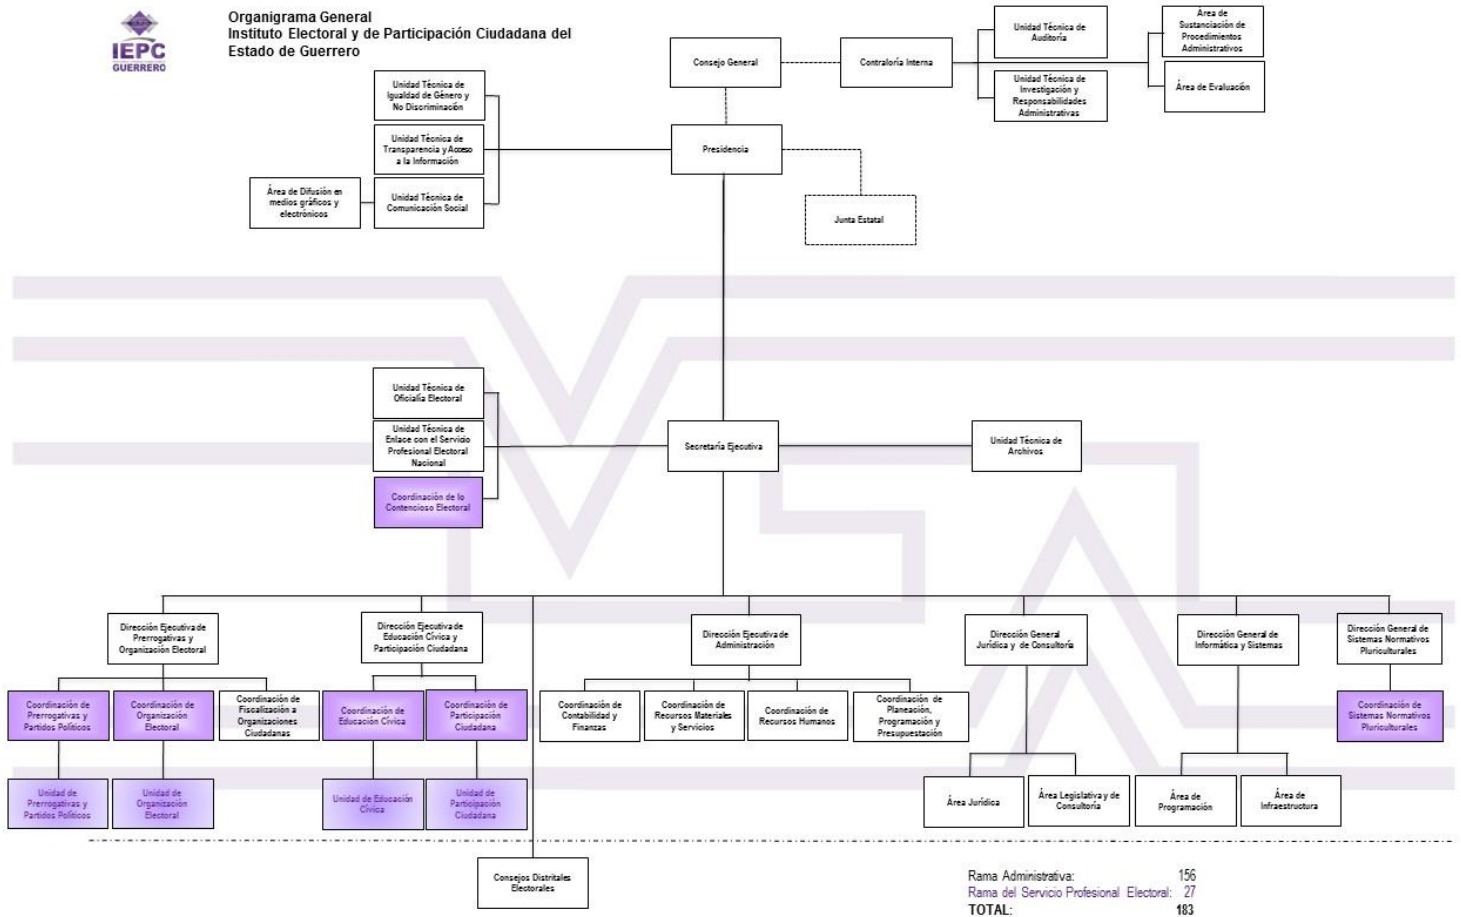 Organigrama General
Instituto Electoral y de Participación Ciudadana del
Estado de Guerrero
IEPC
GUERRERO
Consejo General
Contraloría Interna
Unidad Técnica de
Auditoría
Área de
Sustanciación de
Procedimientos
Administrativos
Unidad Técnica de
Investigación y
Responsabilidades
Administrativas
Área de Evaluación
Unidad Técnica de
Igualdad de Género y
No Discriminación
Unidad Técnica de
Transparencia y Acceso
a la Información
Presidencia
Área de Difusión en
medios gráficos y
electrónicos
Unidad Técnica de
Comunicación Social
Junta Estatal
Unidad Técnica de
Oficialía Electoral
Unidad Técnica de
Enlace con el Servicio
Profesional Electoral
Nacional
Secretaría Ejecutiva
Unidad Técnica de
Archivos
Coordinación de lo
Contencioso Electoral
Dirección Ejecutiva de
Prerrogativas y
Organización Electoral
Dirección Ejecutiva de
Educación Cívica y
Participación Ciudadana
Dirección Ejecutiva de
Administración
Dirección General
Jurídica y de Consultoría
Dirección General de
Informática y Sistemas
Dirección General de
Sistemas Normativos
Pluriculturales
Coordinación de
Prerrogativas y
Partidos Políticos
Coordinación de
Organización
Electoral
Coordinación de
Fiscalización a
Organizaciones
Ciudadanas
Coordinación de
Educación Cívica
Coordinación de
Participación
Ciudadana
Coordinación de
Contabilidad y
Finanzas
Coordinación de
Recursos Materiales
y Servicios
Coordinación de
Recursos Humanos
Coordinación de
Planeación,
Programación y
Presupuestación
Coordinación de
Sistemas Normativos
Pluriculturales
Unidad de
Prerrogativas y
Partidos Políticos
Unidad de
Organización
Electoral
Unidad de Educación
Cívica
Unidad de
Participación
Ciudadana
Área Jurídica
Área Legislativa y de
Consultoría
Área de
Programación
Área de
Infraestructura
Consejos Distritales
Electorales
Rama Administrativa: 156
Rama del Servicio Profesional Electoral: 27
TOTAL: 183